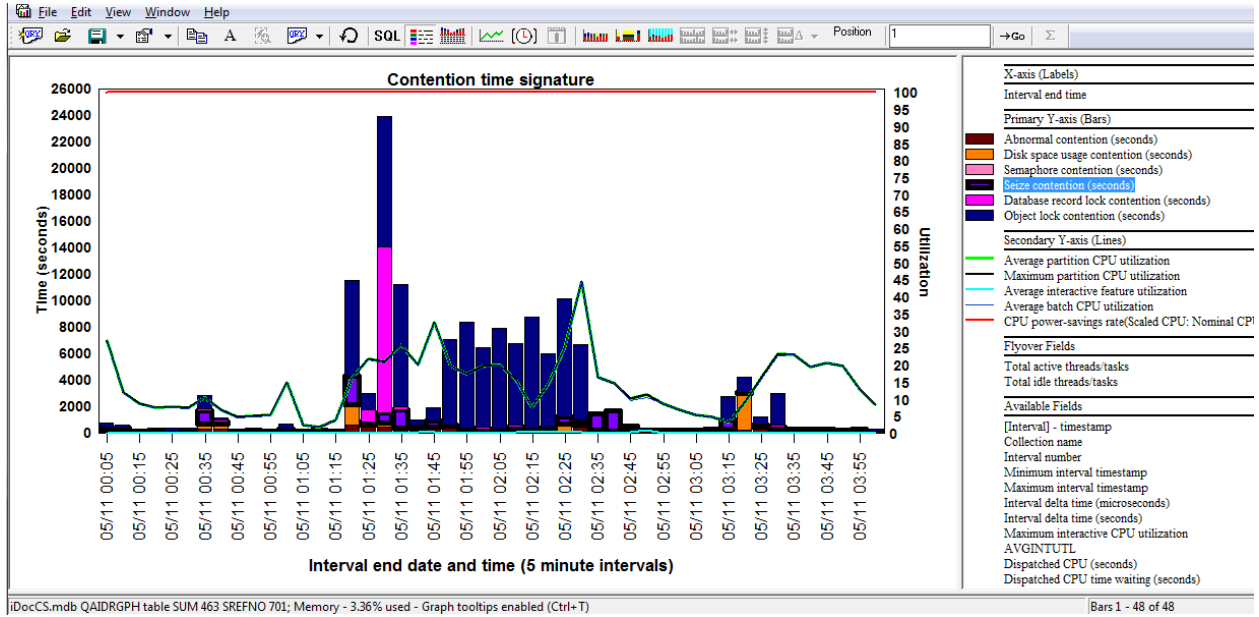 File Edit View Window Help
SQL Position 1 →Go Σ
Contention time signature
26000
24000
22000
20000
18000
16000
14000
12000
10000
8000
6000
4000
2000
0
Time (seconds)
100
95
90
85
80
75
70
65
60
55
50
45
40
35
30
25
20
15
10
5
0
Utilization
05/11 00:05
05/11 00:15
05/11 00:25
05/11 00:35
05/11 00:45
05/11 00:55
05/11 01:05
05/11 01:15
05/11 01:25
05/11 01:35
05/11 01:45
05/11 01:55
05/11 02:05
05/11 02:15
05/11 02:25
05/11 02:35
05/11 02:45
05/11 02:55
05/11 03:05
05/11 03:15
05/11 03:25
05/11 03:35
05/11 03:45
05/11 03:55
Interval end date and time (5 minute intervals)
X-axis (Labels)
Interval end time
Primary Y-axis (Bars)
Abnormal contention (seconds)
Disk space usage contention (seconds)
Semaphore contention (seconds)
Seize contention (seconds)
Database record lock contention (seconds)
Object lock contention (seconds)
Secondary Y-axis (Lines)
Average partition CPU utilization
Maximum partition CPU utilization
Average interactive feature utilization
Average batch CPU utilization
CPU power-savings rate(Scaled CPU: Nominal CPU
Flyover Fields
Total active threads/tasks
Total idle threads/tasks
Available Fields
[Interval] - timestamp
Collection name
Interval number
Minimum interval timestamp
Maximum interval timestamp
Interval delta time (microseconds)
Interval delta time (seconds)
Maximum interactive CPU utilization
AVGINTUTL
Dispatched CPU (seconds)
Dispatched CPU time waiting (seconds)
iDocCS.mdb QAIDRGPH table SUM 463 SREFNO 701; Memory - 3.36% used - Graph tooltips enabled (Ctrl+T)
Bars 1 - 48 of 48